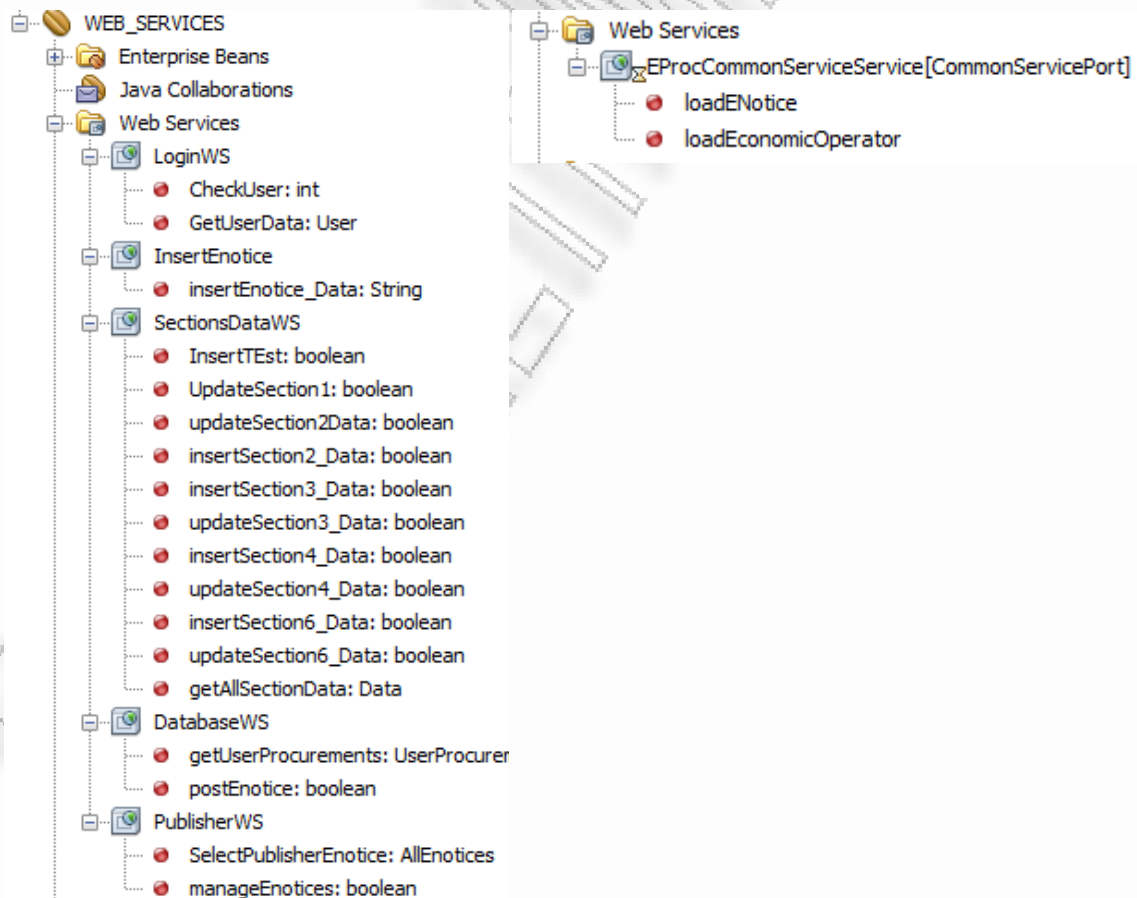 WEB_SERVICES
Enterprise Beans
Java Collaborations
Web Services
LoginWS
CheckUser: int
GetUserData: User
InsertEnotice
insertEnotice_Data: String
SectionsDataWS
InsertTEst: boolean
UpdateSection1: boolean
updateSection2Data: boolean
insertSection2_Data: boolean
insertSection3_Data: boolean
updateSection3_Data: boolean
insertSection4_Data: boolean
updateSection4_Data: boolean
insertSection6_Data: boolean
updateSection6_Data: boolean
getAllSectionData: Data
DatabaseWS
getUserProcurements: UserProcurer
postEnotice: boolean
PublisherWS
SelectPublisherEnotice: AllEnotices
manageEnotices: boolean
Web Services
EProcCommonServiceService[CommonServicePort]
loadENotice
loadEconomicOperator